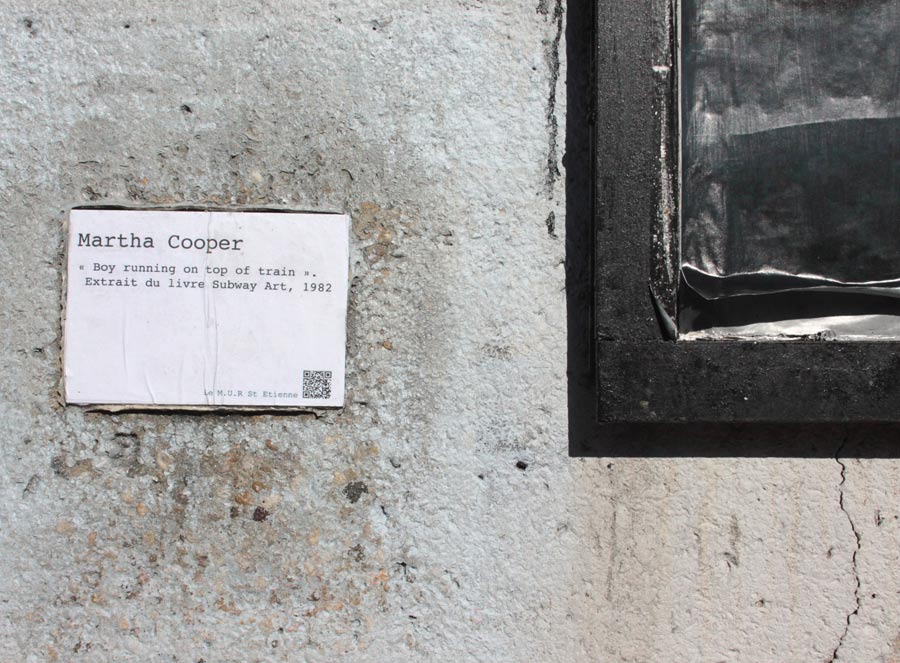 Martha Cooper
« Boy running on top of train ».
Extrait du livre Subway Art, 1982
Le M.U.R St Etienne